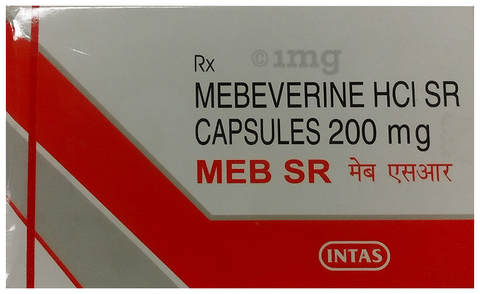 ©1mg
Rx
MEBEVERINE HCl SR
CAPSULES 200 mg
MEB SR मेब एसआर
INTAS